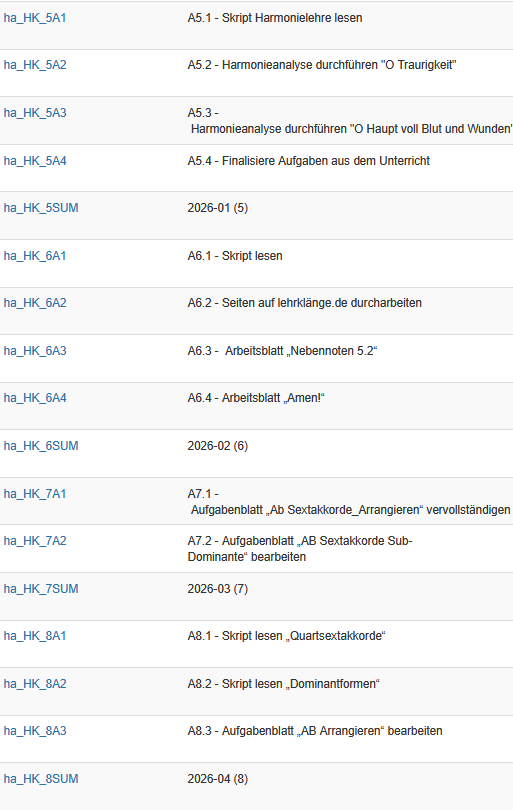 ha_HK_5A1 A5.1 - Skript Harmonielehre lesen
ha_HK_5A2 A5.2 - Harmonieanalyse durchführen "O Traurigkeit"
ha_HK_5A3 A5.3 -
Harmonieanalyse durchführen "O Haupt voll Blut und Wunden"
ha_HK_5A4 A5.4 - Finalisiere Aufgaben aus dem Unterricht
ha_HK_5SUM 2026-01 (5)
ha_HK_6A1 A6.1 - Skript lesen
ha_HK_6A2 A6.2 - Seiten auf lehrklänge.de durcharbeiten
ha_HK_6A3 A6.3 - Arbeitsblatt „Nebennoten 5.2“
ha_HK_6A4 A6.4 - Arbeitsblatt „Amen!“
ha_HK_6SUM 2026-02 (6)
ha_HK_7A1 A7.1 -
Aufgabenblatt „Ab Sextakkorde_Arrangieren“ vervollständigen
ha_HK_7A2 A7.2 - Aufgabenblatt „AB Sextakkorde Sub-
Dominante“ bearbeiten
ha_HK_7SUM 2026-03 (7)
ha_HK_8A1 A8.1 - Skript lesen „Quartsextakkorde“
ha_HK_8A2 A8.2 - Skript lesen „Dominantformen“
ha_HK_8A3 A8.3 - Aufgabenblatt „AB Arrangieren“ bearbeiten
ha_HK_8SUM 2026-04 (8)